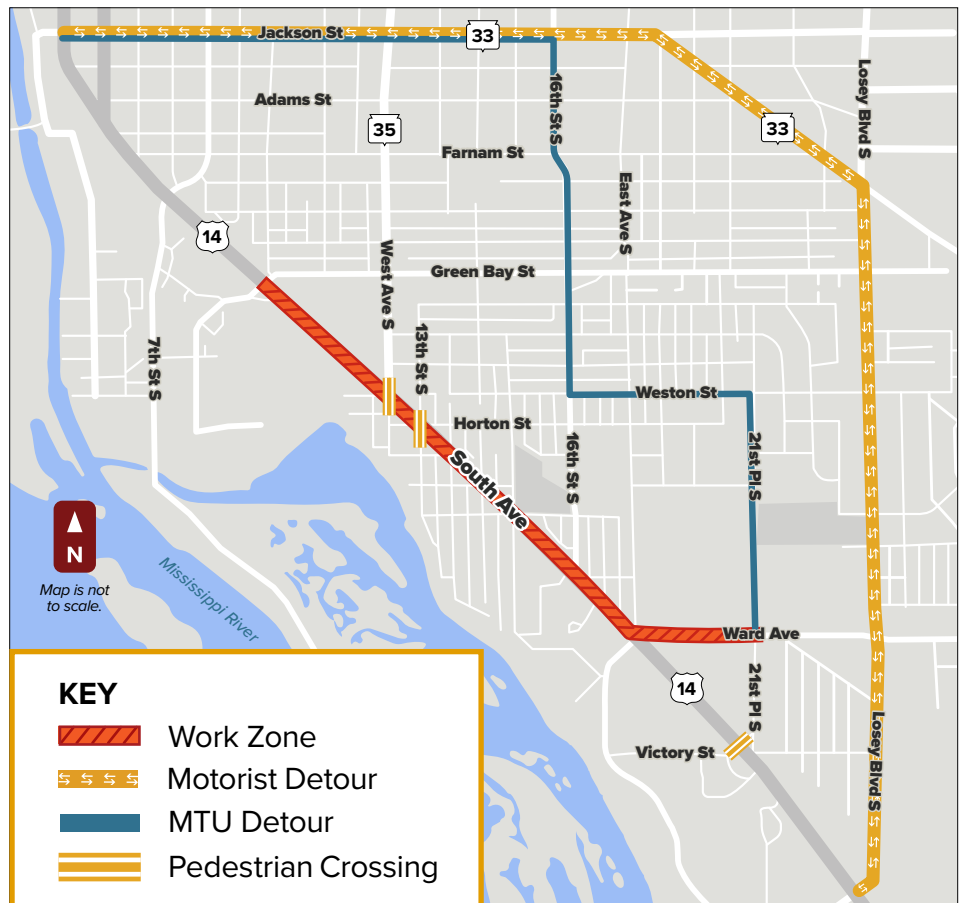 Jackson St
33
Adams St
16th St S
Losey Blvd S
35
33
Farnam St
East Ave S
14
West Ave S
Green Bay St
7th St S
13th St S
Weston St
Horton St
16th St S
21st Pl S
South Ave
N
Map is not
to scale.
Mississippi River
Ward Ave
14
21st Pl S
Victory St
Losey Blvd S
KEY
Work Zone
Motorist Detour
MTU Detour
Pedestrian Crossing